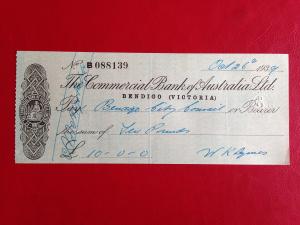 No B 088139 Oct 26th 1939
The Commercial Bank of Australia Ltd.
BENDIGO (VICTORIA)
Pay Bendigo City Council or Bearer
the sum of Ten Pounds
£ 10-0-0